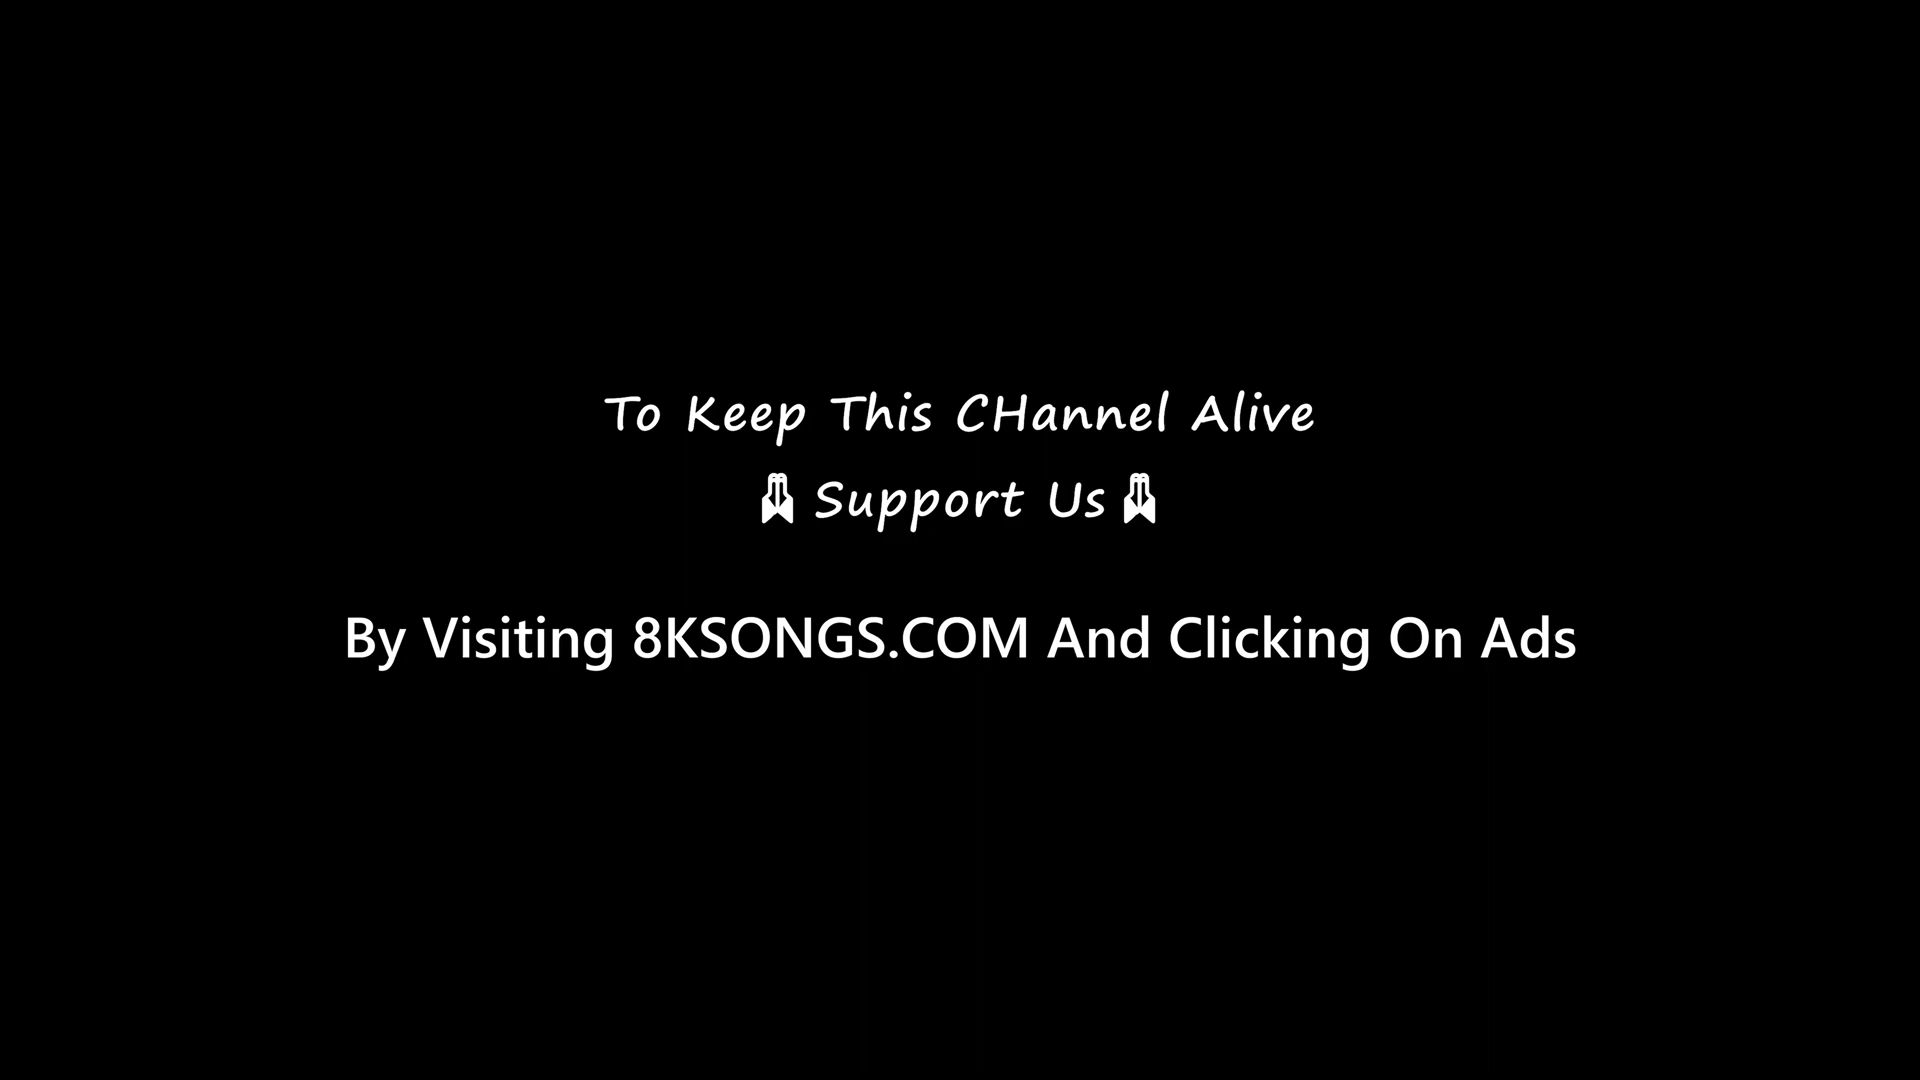 To Keep This CHannel Alive
🙏 Support Us 🙏
By Visiting 8KSONGS.COM And Clicking On Ads